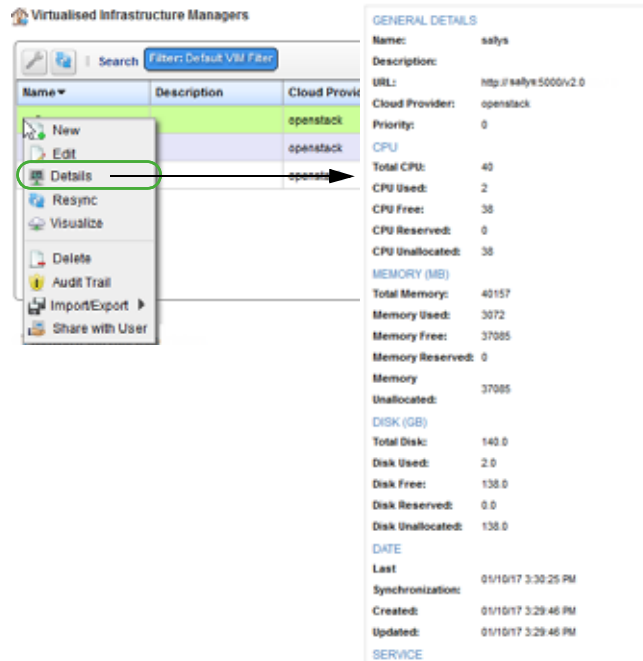 Virtualised Infrastructure Managers
Search Filter: Default VIM Filter
Name Description Cloud Provid
openstack
openstack
New
Edit
Details
Resync
Visualize
Delete
Audit Trail
Import/Export
Share with User
GENERAL DETAILS
Name: sallys
Description:
URL: http://sallys:5000/v2.0
Cloud Provider: openstack
Priority: 0
CPU
Total CPU: 40
CPU Used: 2
CPU Free: 38
CPU Reserved: 0
CPU Unallocated: 38
MEMORY (MB)
Total Memory: 40157
Memory Used: 3072
Memory Free: 37085
Memory Reserved: 0
Memory
Unallocated: 37085
DISK (GB)
Total Disk: 140.0
Disk Used: 2.0
Disk Free: 138.0
Disk Reserved: 0.0
Disk Unallocated: 138.0
DATE
Last
Synchronization: 01/10/17 3:30:25 PM
Created: 01/10/17 3:29:46 PM
Updated: 01/10/17 3:29:46 PM
SERVICE